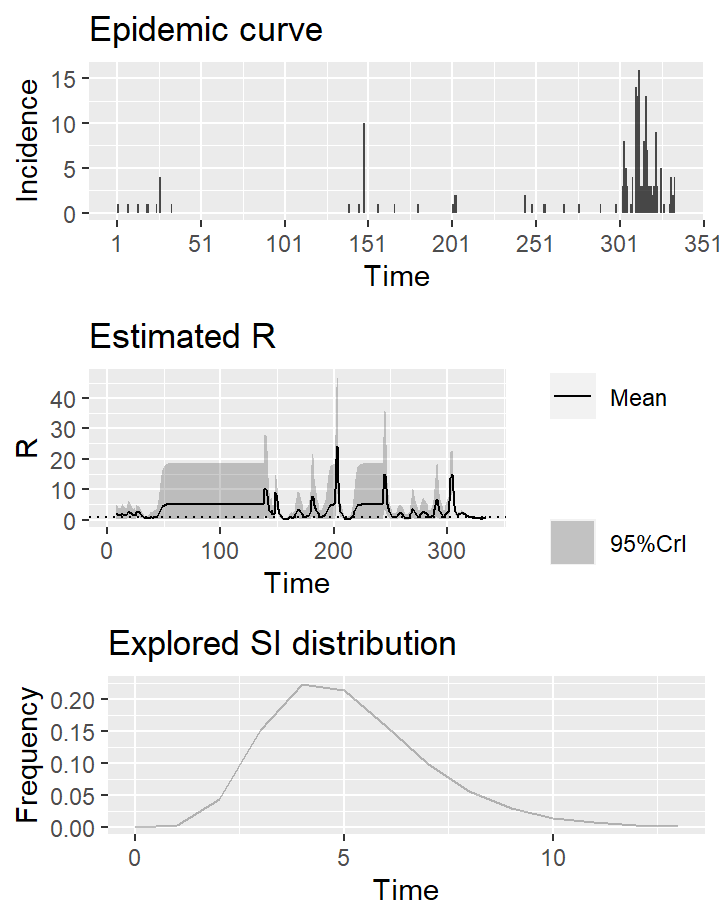 Epidemic curve
Incidence
15
10
5
0
1 51 101 151 201 251 301 351
Time
Estimated R
R
40
30
20
10
0
0 100 200 300
Time
Mean
95%CrI
Explored SI distribution
Frequency
0.20
0.15
0.10
0.05
0.00
0 5 10
Time